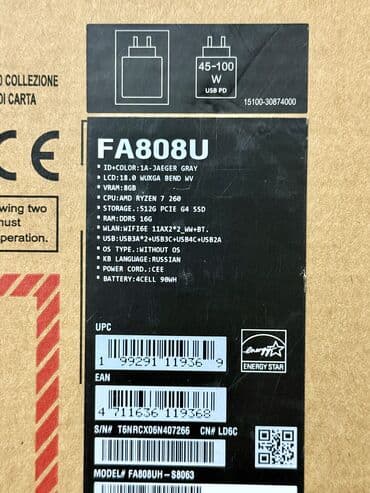 O COLLEZIONE
DI CARTA
45-100
W
USB PD
15100-30874000
CE
wing two
must
peration.
FA808U
* ID+COLOR:1A-JAEGER GRAY
* LCD:18.0 WUXGA BEND WV
* VRAM:8GB
* CPU:AMD RYZEN 7 260
* STORAGE.:512G PCIE G4 SSD
* RAM:DDR5 16G
* WLAN:WIFI6E 11AX2*2_WW+BT.
* USB:USB3A*2+USB3C+USB4C+USB2A
* OS TYPE.:WITHOUT OS
* KB LANGUAGE:RUSSIAN
* POWER CORD.:CEE
* BATTERY:4CELL 90WH
UPC
1 99291 11936 9
energy
ENERGY STAR
EAN
4 711636 119368
S/N# T6NRCX06N407266 CN# LD6C
MODEL# FA808UH-S8063